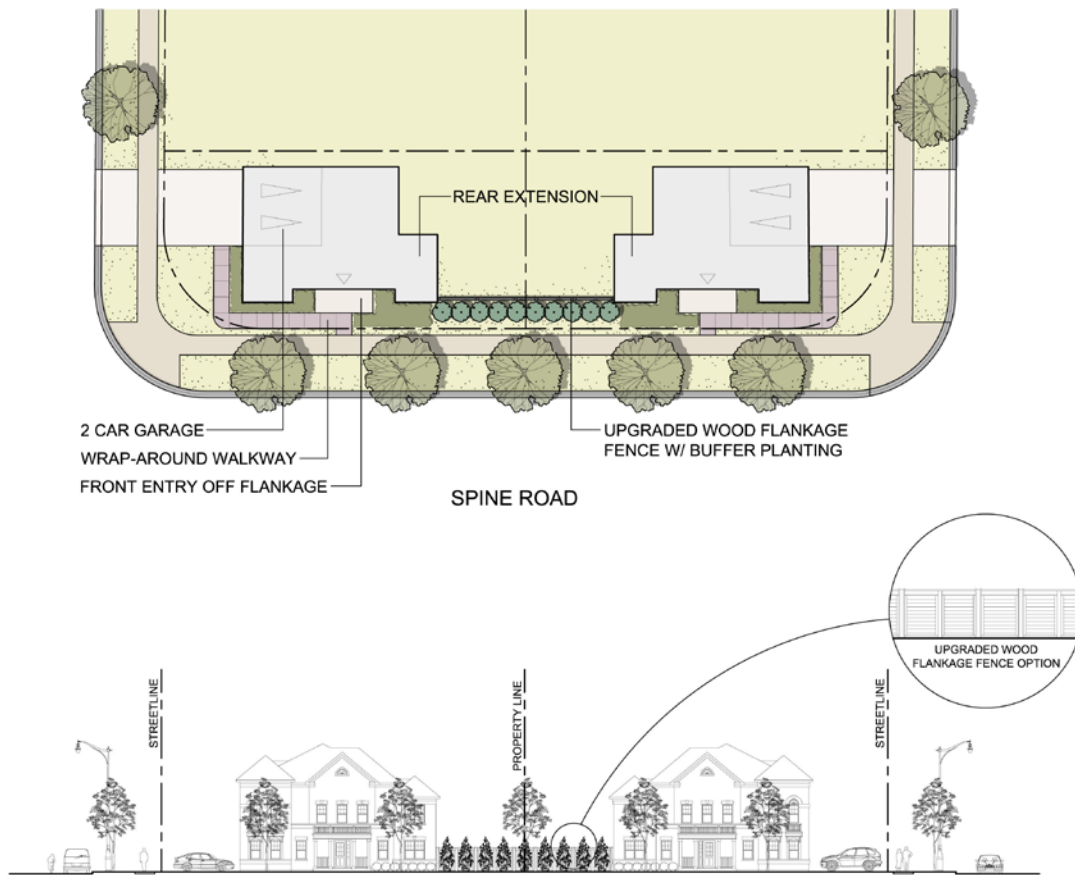 REAR EXTENSION
2 CAR GARAGE
WRAP-AROUND WALKWAY
FRONT ENTRY OFF FLANKAGE
UPGRADED WOOD FLANKAGE
FENCE W/ BUFFER PLANTING
SPINE ROAD
UPGRADED WOOD
FLANKAGE FENCE OPTION
STREETLINE
PROPERTY LINE
STREETLINE